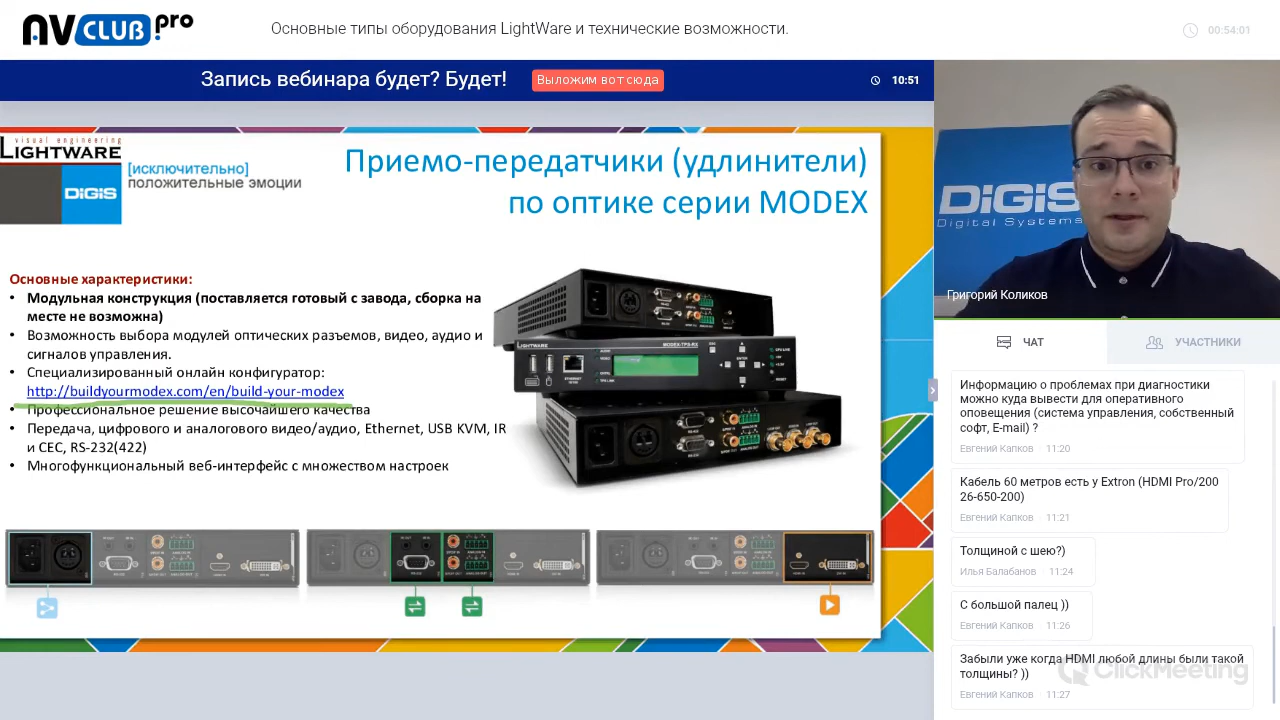 AVCLUB.pro
Основные типы оборудования LightWare и технические возможности.
00:54:01
Запись вебинара будет? Будет!
Выложим вот сюда
10:51
visual engineering
LIGHTWARE
DIGIS
[исключительно]
положительные эмоции
Приемо-передатчики (удлинители)
по оптике серии MODEX
Основные характеристики:
• Модульная конструкция (поставляется готовый с завода, сборка на
месте не возможна)
• Возможность выбора модулей оптических разъемов, видео, аудио и
сигналов управления.
• Специализированный онлайн конфигуратор:
http://buildyourmodex.com/en/build-your-modex
• Профессиональное решение высочайшего качества
• Передача, цифрового и аналогового видео/аудио, Ethernet, USB KVM, IR
и CEC, RS-232(422)
• Многофункциональный веб-интерфейс с множеством настроек
LIGHTWARE
MODEX-TPS-RX
DIGIS
Digital Systems
Григорий Коликов
ЧАТ
УЧАСТНИКИ
Информацию о проблемах при диагностики
можно куда вывести для оперативного
оповещения (система управления, собственный
софт, E-mail) ?
Евгений Капков · 11:20
Кабель 60 метров есть у Extron (HDMI Pro/200
26-650-200)
Евгений Капков · 11:21
Толщиной с шею?)
Илья Балабанов · 11:24
С большой палец ))
Евгений Капков · 11:26
Забыли уже когда HDMI любой длины были такой
толщины? ))
Евгений Капков · 11:27
ClickMeeting